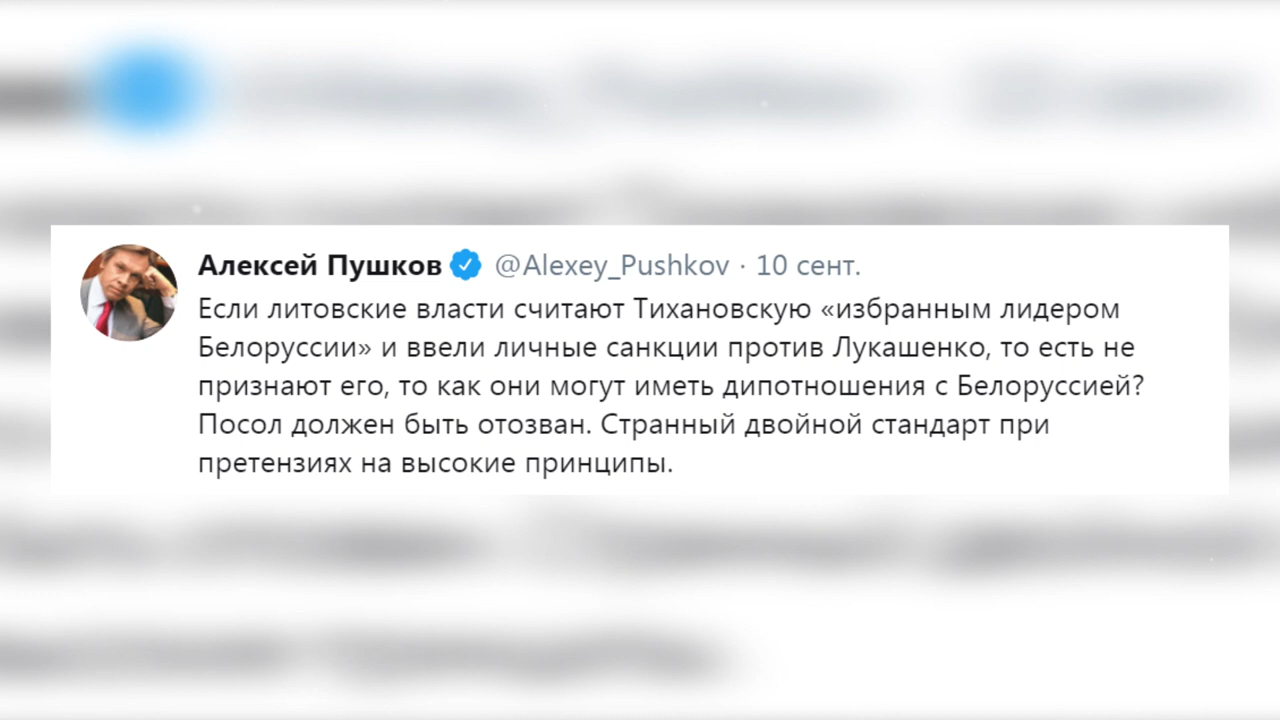 Алексей Пушков @Alexey_Pushkov · 10 сент.
Если литовские власти считают Тихановскую «избранным лидером
Белоруссии» и ввели личные санкции против Лукашенко, то есть не
признают его, то как они могут иметь дипотношения с Белоруссией?
Посол должен быть отозван. Странный двойной стандарт при
претензиях на высокие принципы.